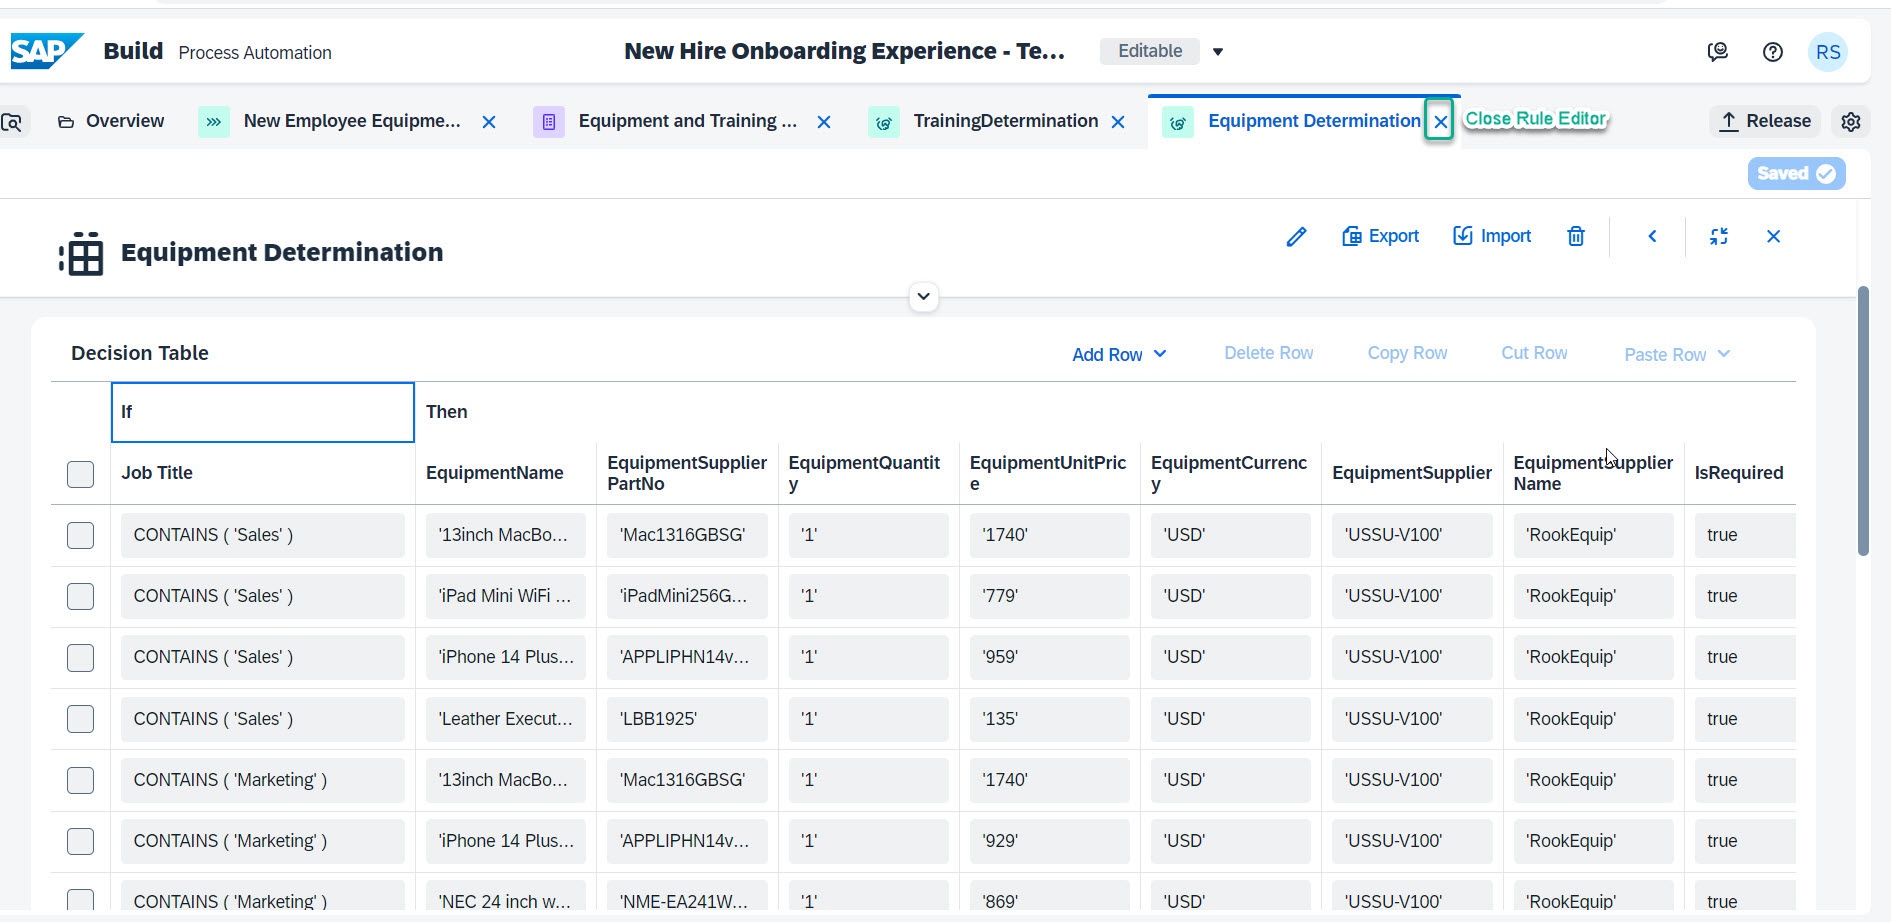 SAP Build Process Automation New Hire Onboarding Experience - Te... Editable RS
Overview New Employee Equipme... Equipment and Training ... TrainingDetermination Equipment Determination Close Rule Editor Release
Saved
Equipment Determination Export Import
Decision Table Add Row Delete Row Copy Row Cut Row Paste Row
If Then
Job Title EquipmentName EquipmentSupplier EquipmentQuantit EquipmentUnitPric EquipmentCurrenc EquipmentSupplier EquipmentSupplier IsRequired
PartNo y e y Name
CONTAINS ( 'Sales' ) '13inch MacBo... 'Mac1316GBSG' '1' '1740' 'USD' 'USSU-V100' 'RookEquip' true
CONTAINS ( 'Sales' ) 'iPad Mini WiFi ... 'iPadMini256G... '1' '779' 'USD' 'USSU-V100' 'RookEquip' true
CONTAINS ( 'Sales' ) 'iPhone 14 Plus... 'APPLIPHN14v... '1' '959' 'USD' 'USSU-V100' 'RookEquip' true
CONTAINS ( 'Sales' ) 'Leather Execut... 'LBB1925' '1' '135' 'USD' 'USSU-V100' 'RookEquip' true
CONTAINS ( 'Marketing' ) '13inch MacBo... 'Mac1316GBSG' '1' '1740' 'USD' 'USSU-V100' 'RookEquip' true
CONTAINS ( 'Marketing' ) 'iPhone 14 Plus... 'APPLIPHN14v... '1' '929' 'USD' 'USSU-V100' 'RookEquip' true
CONTAINS ( 'Marketing' ) 'NEC 24 inch w... 'NME-EA241W... '1' '869' 'USD' 'USSU-V100' 'RookEquip' true